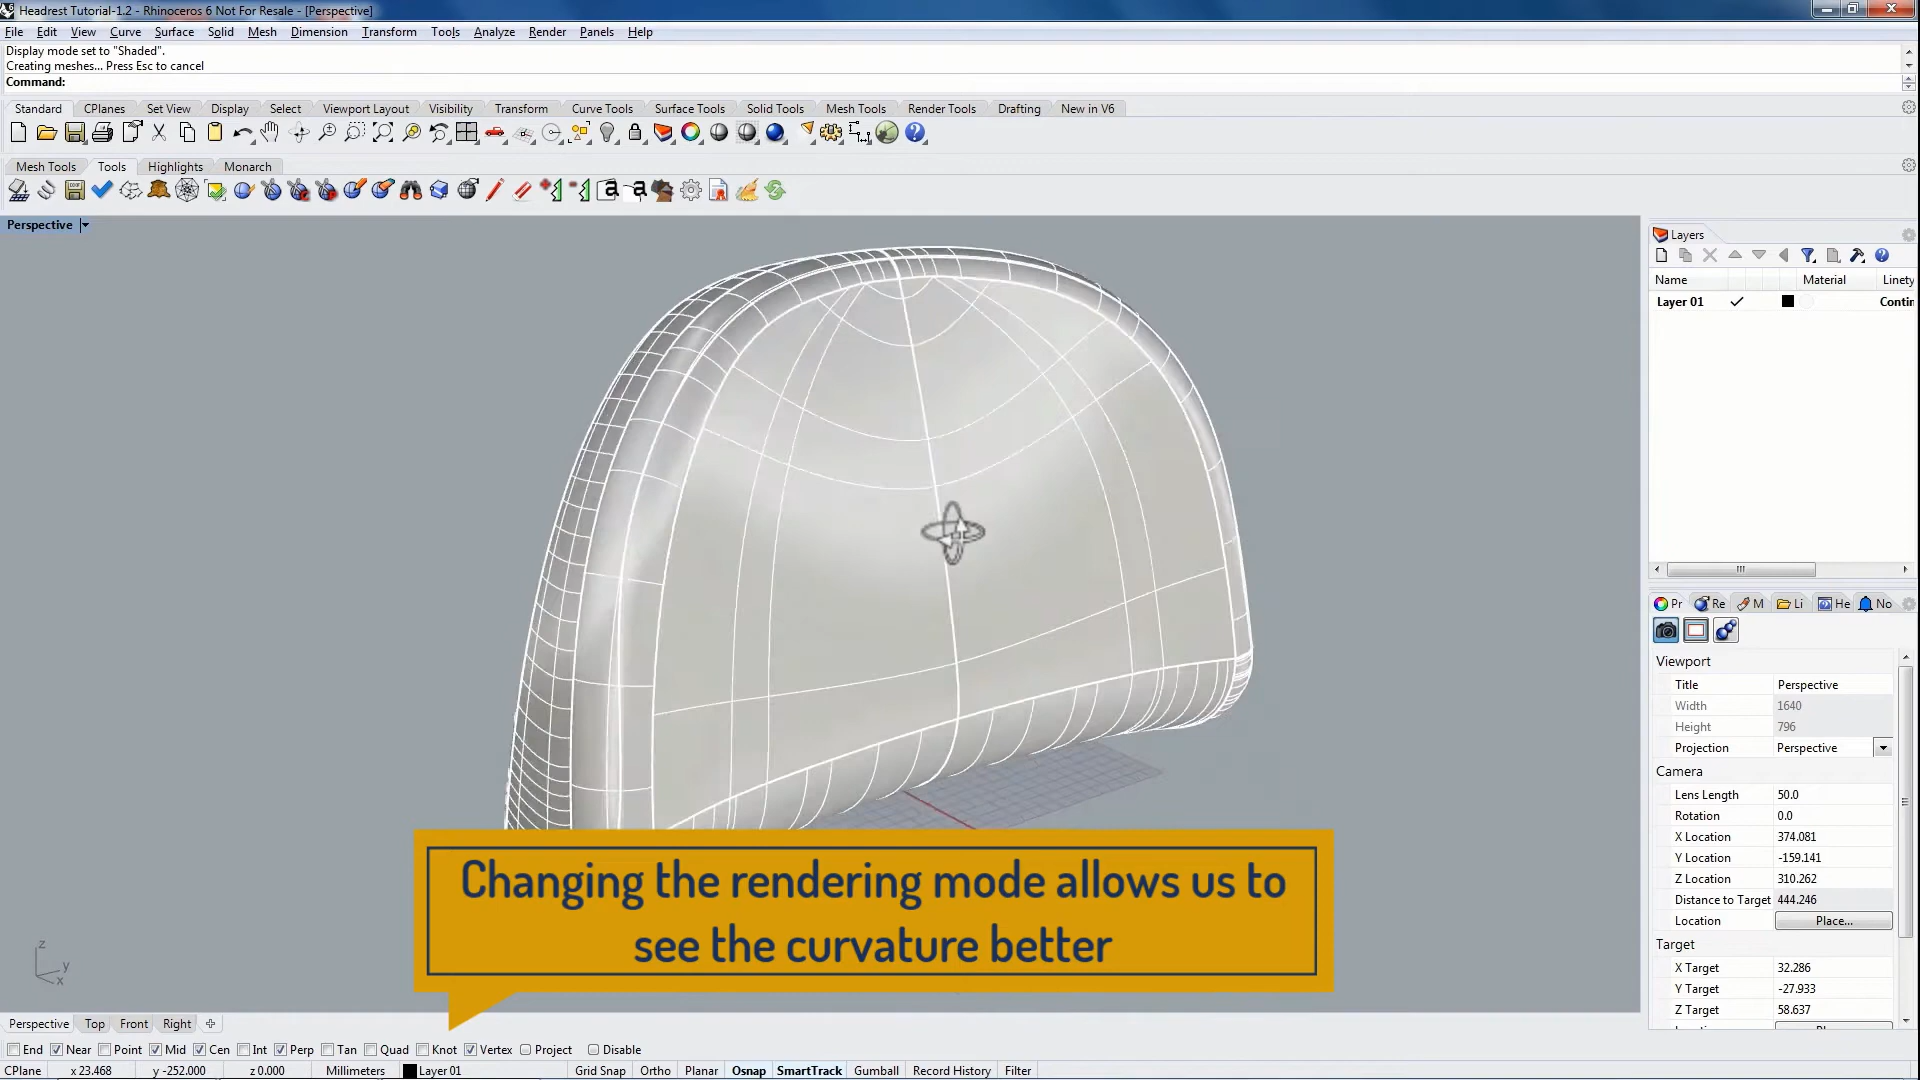 Headrest Tutorial-1.2 - Rhinoceros 6 Not For Resale - [Perspective]
File Edit View Curve Surface Solid Mesh Dimension Transform Tools Analyze Render Panels Help
Display mode set to "Shaded".
Creating meshes... Press Esc to cancel
Command:
Standard CPlanes Set View Display Select Viewport Layout Visibility Transform Curve Tools Surface Tools Solid Tools Mesh Tools Render Tools Drafting New in V6
Mesh Tools Tools Highlights Monarch
Perspective
Layers
Name Material Linety
Layer 01 Contin
Pr Re M Li He No
Viewport
Title Perspective
Width 1640
Height 796
Projection Perspective
Camera
Lens Length 50.0
Rotation 0.0
X Location 374.081
Y Location -159.141
Z Location 310.262
Distance to Target 444.246
Location Place...
Target
X Target 32.286
Y Target -27.933
Z Target 58.637
z
y
x
Changing the rendering mode allows us to
see the curvature better
Perspective Top Front Right
End Near Point Mid Cen Int Perp Tan Quad Knot Vertex Project Disable
CPlane x 23.468 y -252.000 z 0.000 Millimeters Layer 01 Grid Snap Ortho Planar Osnap SmartTrack Gumball Record History Filter